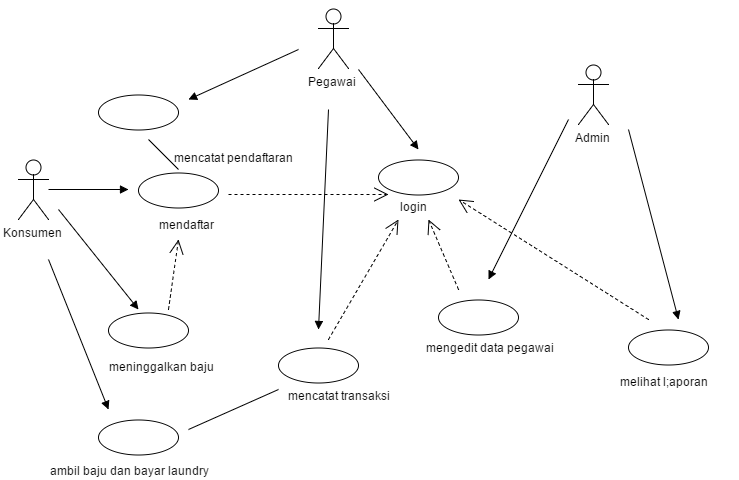 Pegawai
Admin
mencatat pendaftaran
login
mendaftar
Konsumen
mengedit data pegawai
meninggalkan baju
melihat l;aporan
mencatat transaksi
ambil baju dan bayar laundry